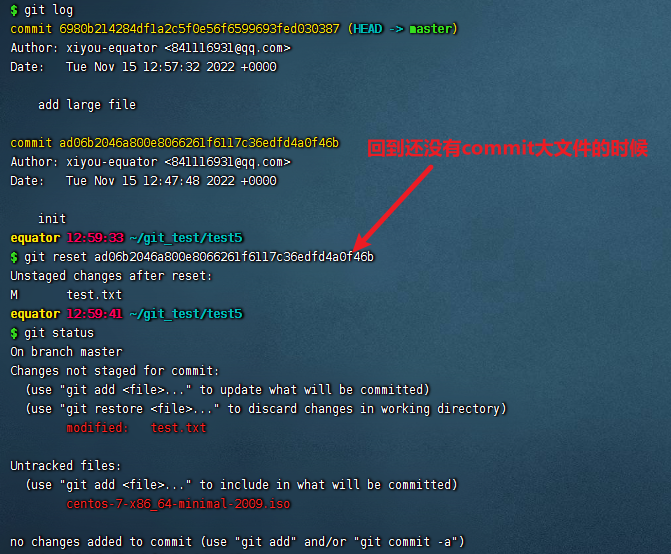 $ git log
commit 6980b214284df1a2c5f0e56f6599693fed030387 (HEAD -> master)
Author: xiyou-equator <841116931@qq.com>
Date:   Tue Nov 15 12:57:32 2022 +0000
add large file
commit ad06b2046a800e8066261f6117c36edfd4a0f46b
回到还没有commit大文件的时候
Author: xiyou-equator <841116931@qq.com>
Date:   Tue Nov 15 12:47:48 2022 +0000
init
equator 12:59:33 ~/git_test/test5
$ git reset ad06b2046a800e8066261f6117c36edfd4a0f46b
Unstaged changes after reset:
M       test.txt
equator 12:59:41 ~/git_test/test5
$ git status
On branch master
Changes not staged for commit:
(use "git add <file>..." to update what will be committed)
(use "git restore <file>..." to discard changes in working directory)
modified:   test.txt
Untracked files:
(use "git add <file>..." to include in what will be committed)
centos-7-x86_64-minimal-2009.iso
no changes added to commit (use "git add" and/or "git commit -a")